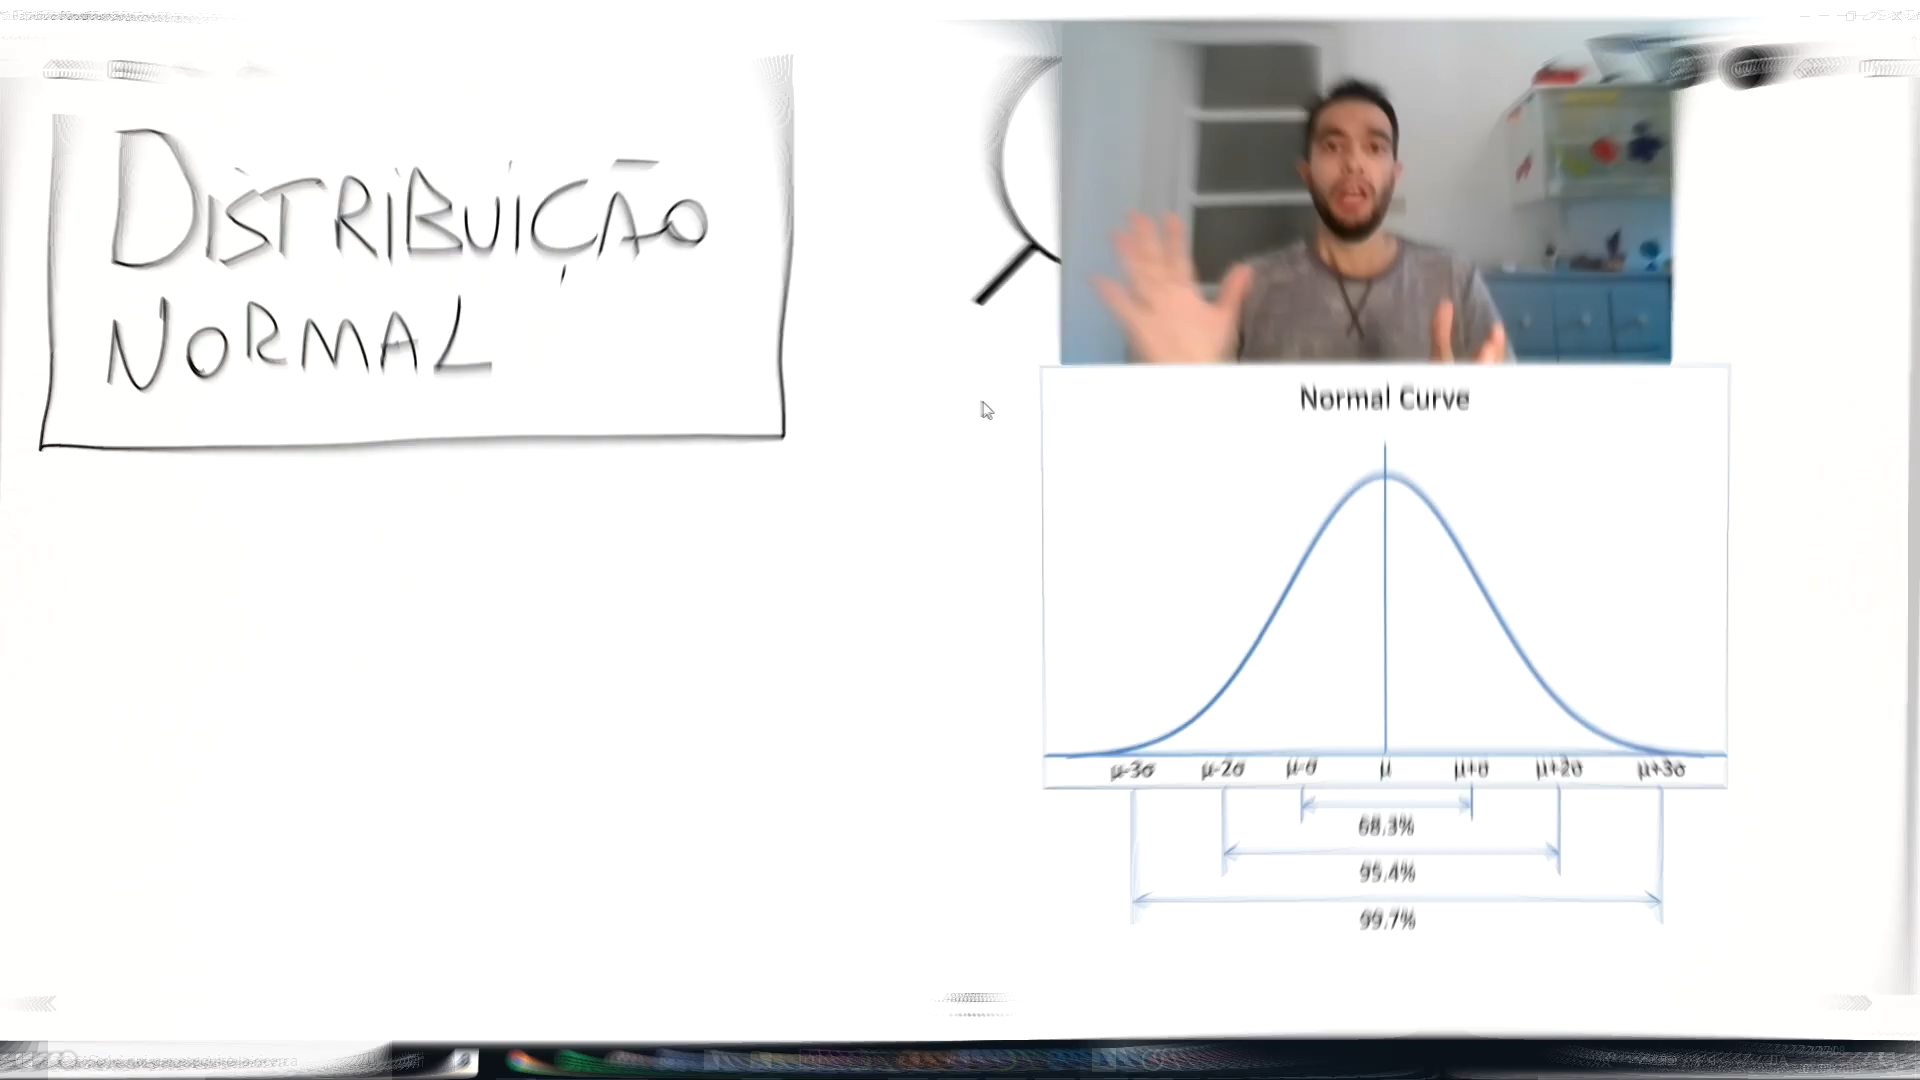 DISTRIBUIÇÃO
NORMAL
Normal Curve
μ-3σ μ-2σ μ-σ μ μ+σ μ+2σ μ+3σ
68.3%
95.4%
99.7%